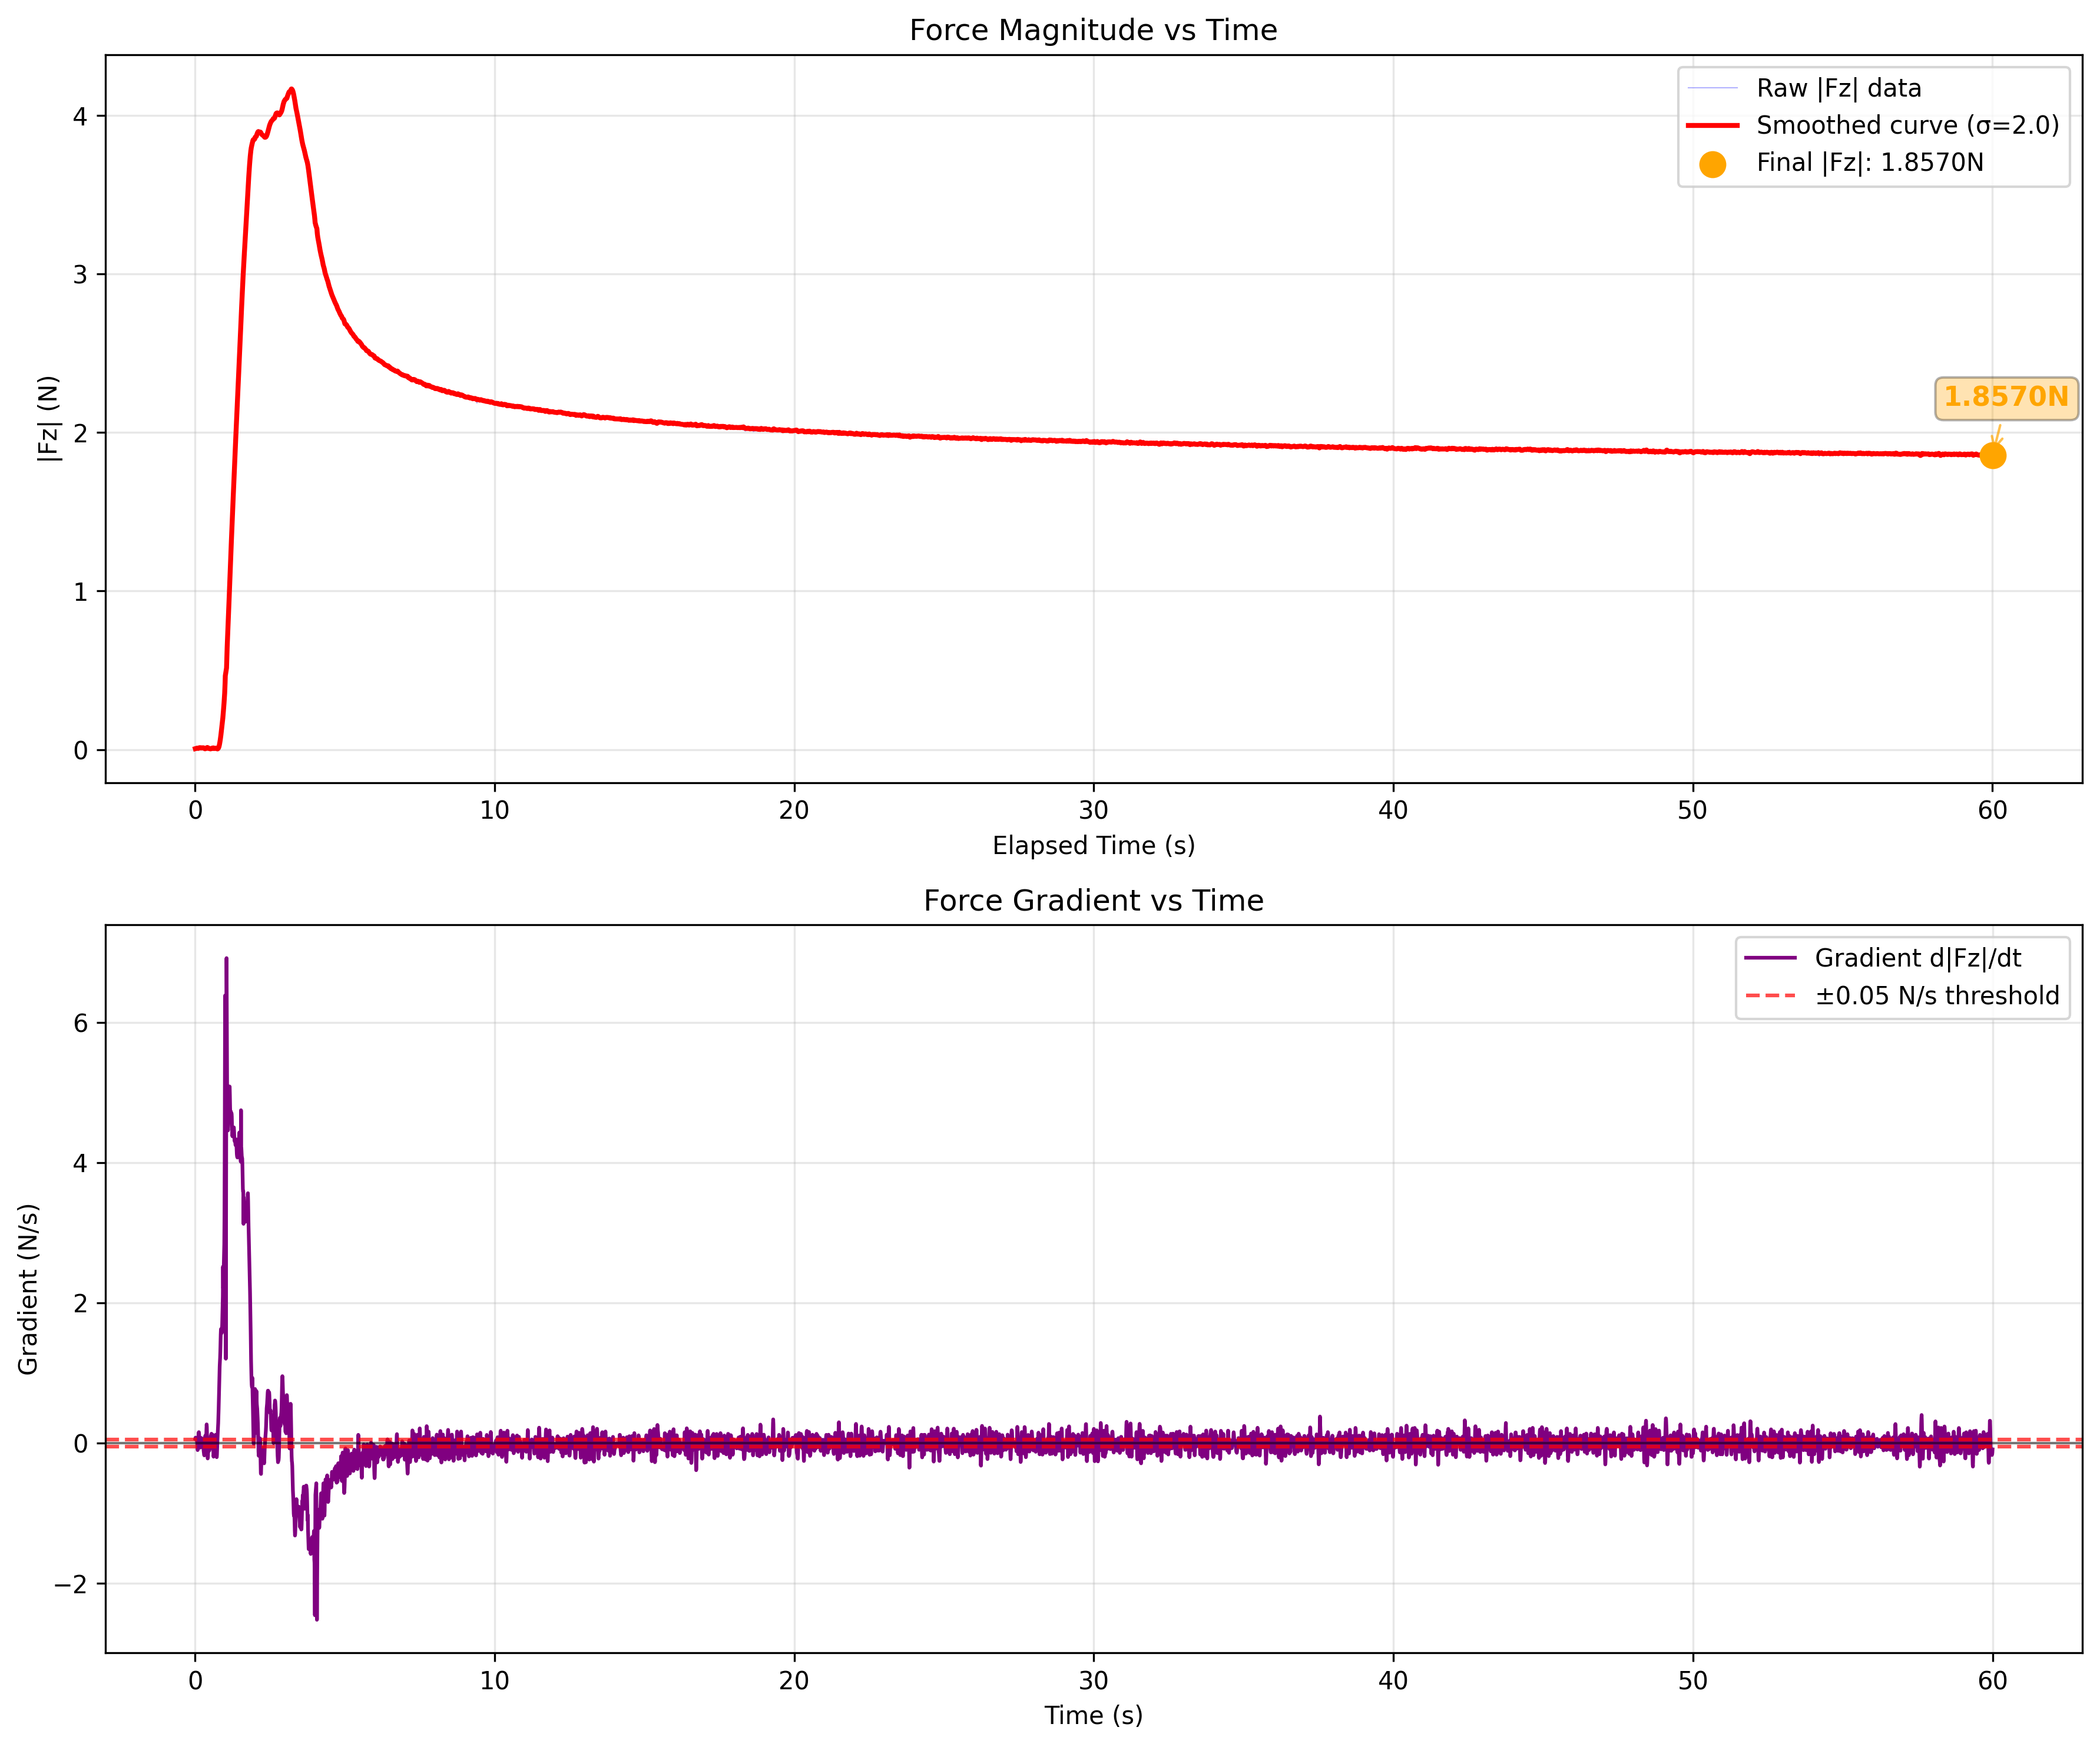 Force Magnitude vs Time
Raw |Fz| data
Smoothed curve (σ=2.0)
Final |Fz|: 1.8570N
1.8570N
|Fz| (N)
4
3
2
1
0
0 10 20 30 40 50 60
Elapsed Time (s)
Force Gradient vs Time
Gradient d|Fz|/dt
±0.05 N/s threshold
Gradient (N/s)
6
4
2
0
−2
0 10 20 30 40 50 60
Time (s)